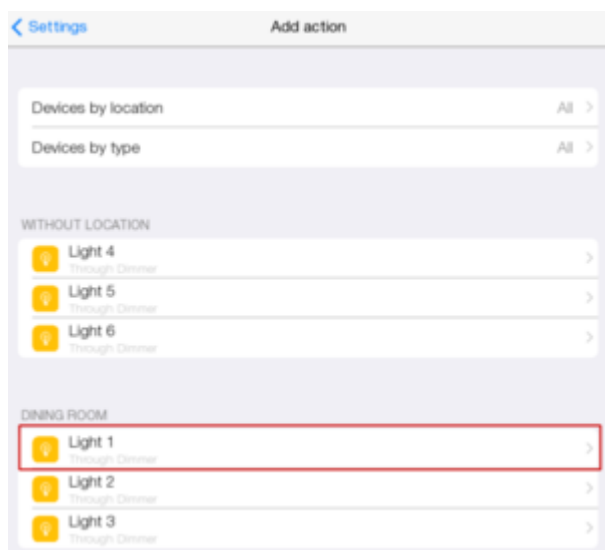 Settings
Add action
Devices by location
All
Devices by type
All
WITHOUT LOCATION
Light 4
Through Dimmer
Light 5
Through Dimmer
Light 6
Through Dimmer
DINING ROOM
Light 1
Through Dimmer
Light 2
Through Dimmer
Light 3
Through Dimmer